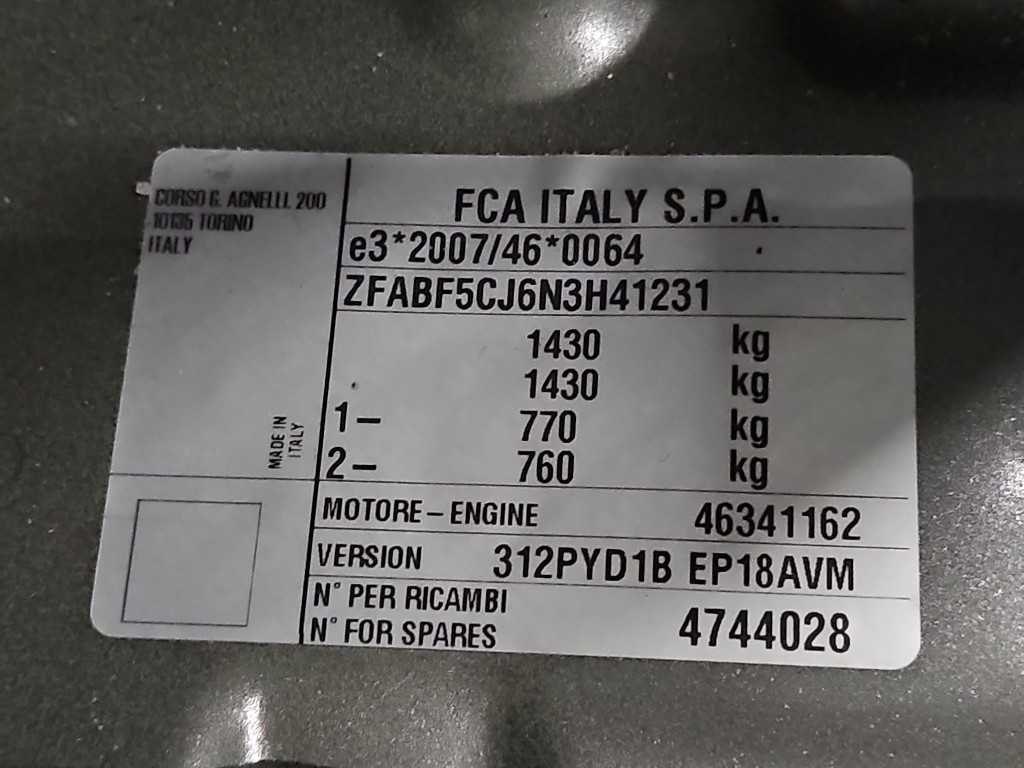 CORSO G. AGNELLI, 200
10135 TORINO
ITALY
MADE IN
ITALY
FCA ITALY S.P.A.
e3*2007/46*0064
ZFABF5CJ6N3H41231
1430 kg
1430 kg
1– 770 kg
2– 760 kg
MOTORE – ENGINE 46341162
VERSION 312PYD1B EP18AVM
N° PER RICAMBI
N° FOR SPARES 4744028